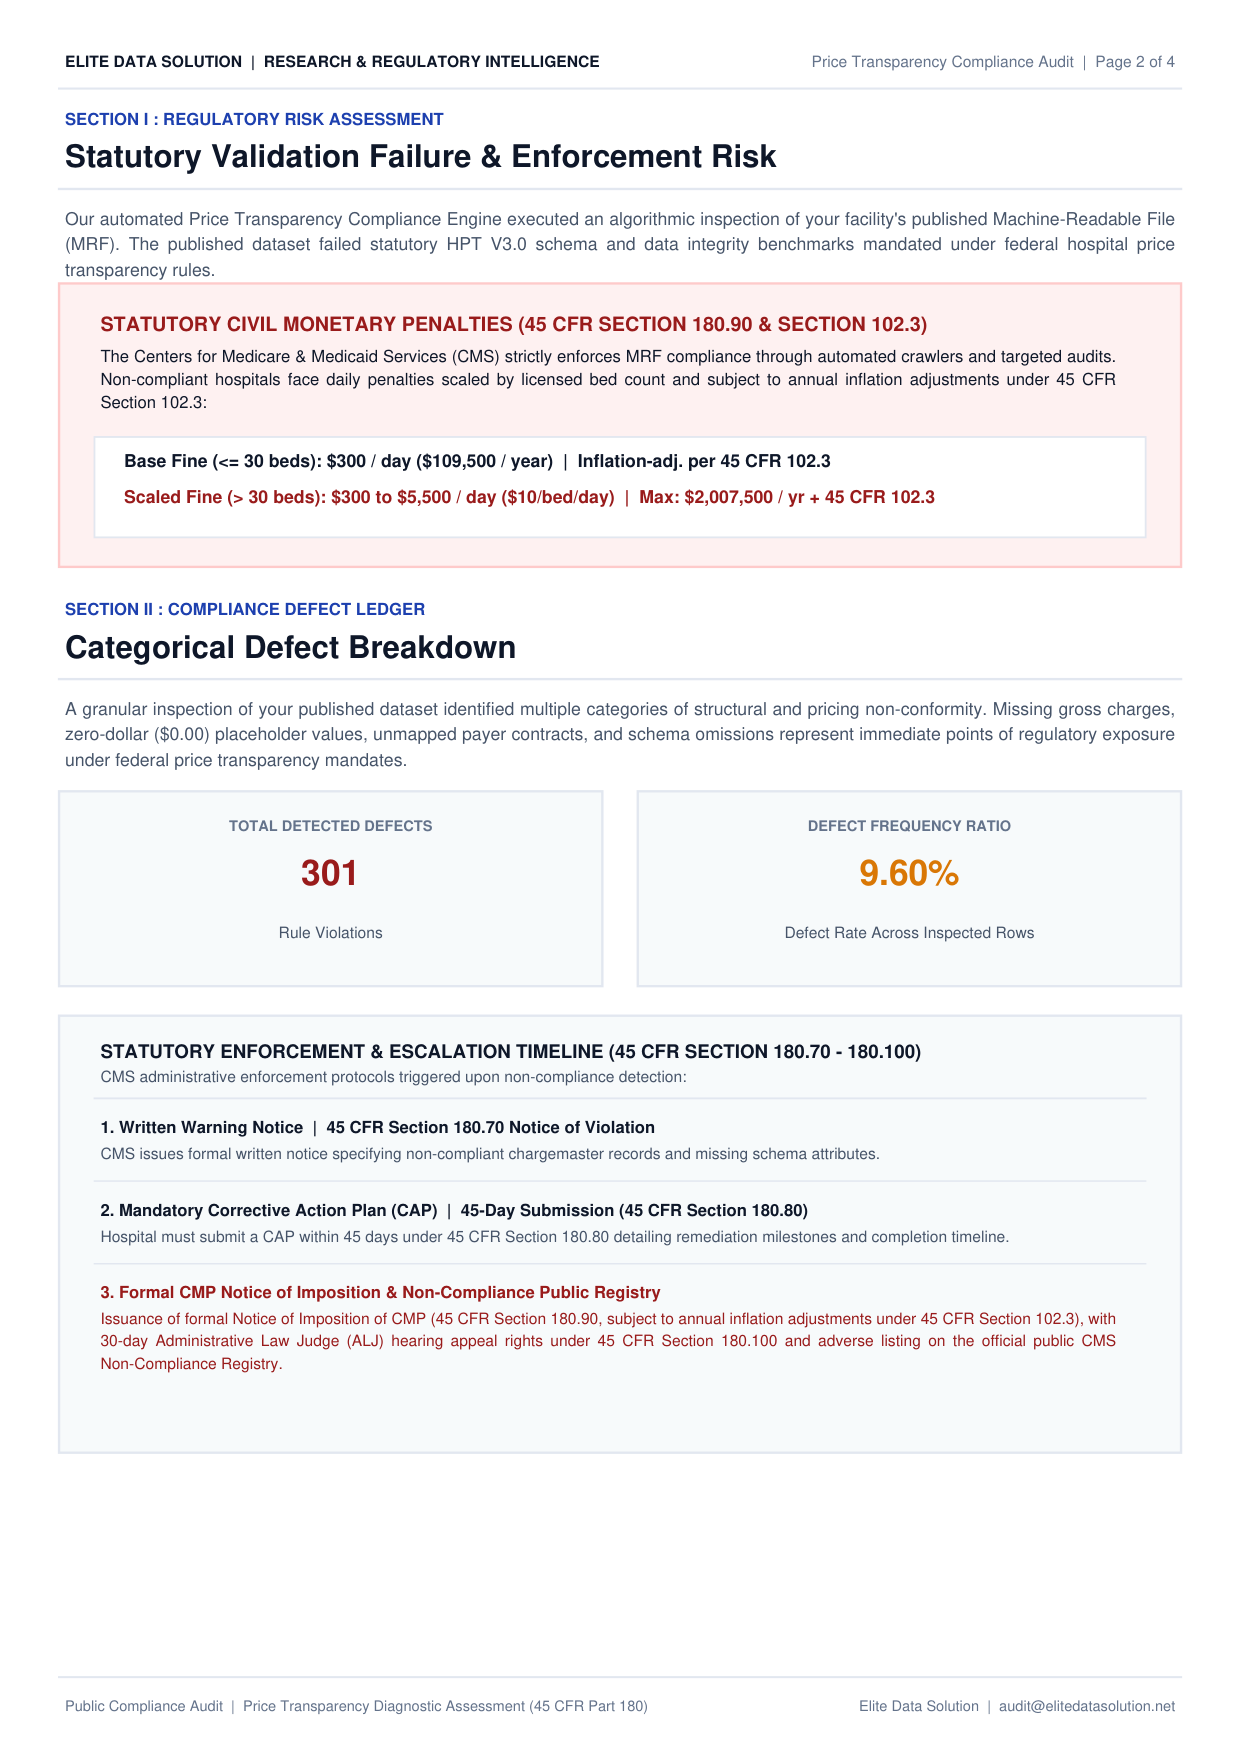 ELITE DATA SOLUTION | RESEARCH & REGULATORY INTELLIGENCE
Price Transparency Compliance Audit | Page 2 of 4
SECTION I : REGULATORY RISK ASSESSMENT
Statutory Validation Failure & Enforcement Risk
Our automated Price Transparency Compliance Engine executed an algorithmic inspection of your facility's published Machine-Readable File
(MRF). The published dataset failed statutory HPT V3.0 schema and data integrity benchmarks mandated under federal hospital price
transparency rules.
STATUTORY CIVIL MONETARY PENALTIES (45 CFR SECTION 180.90 & SECTION 102.3)
The Centers for Medicare & Medicaid Services (CMS) strictly enforces MRF compliance through automated crawlers and targeted audits.
Non-compliant hospitals face daily penalties scaled by licensed bed count and subject to annual inflation adjustments under 45 CFR
Section 102.3:
Base Fine (<= 30 beds): $300 / day ($109,500 / year) | Inflation-adj. per 45 CFR 102.3
Scaled Fine (> 30 beds): $300 to $5,500 / day ($10/bed/day) | Max: $2,007,500 / yr + 45 CFR 102.3
SECTION II : COMPLIANCE DEFECT LEDGER
Categorical Defect Breakdown
A granular inspection of your published dataset identified multiple categories of structural and pricing non-conformity. Missing gross charges,
zero-dollar ($0.00) placeholder values, unmapped payer contracts, and schema omissions represent immediate points of regulatory exposure
under federal price transparency mandates.
TOTAL DETECTED DEFECTS
301
Rule Violations
DEFECT FREQUENCY RATIO
9.60%
Defect Rate Across Inspected Rows
STATUTORY ENFORCEMENT & ESCALATION TIMELINE (45 CFR SECTION 180.70 - 180.100)
CMS administrative enforcement protocols triggered upon non-compliance detection:
1. Written Warning Notice | 45 CFR Section 180.70 Notice of Violation
CMS issues formal written notice specifying non-compliant chargemaster records and missing schema attributes.
2. Mandatory Corrective Action Plan (CAP) | 45-Day Submission (45 CFR Section 180.80)
Hospital must submit a CAP within 45 days under 45 CFR Section 180.80 detailing remediation milestones and completion timeline.
3. Formal CMP Notice of Imposition & Non-Compliance Public Registry
Issuance of formal Notice of Imposition of CMP (45 CFR Section 180.90, subject to annual inflation adjustments under 45 CFR Section 102.3), with
30-day Administrative Law Judge (ALJ) hearing appeal rights under 45 CFR Section 180.100 and adverse listing on the official public CMS
Non-Compliance Registry.
Public Compliance Audit | Price Transparency Diagnostic Assessment (45 CFR Part 180)
Elite Data Solution | audit@elitedatasolution.net